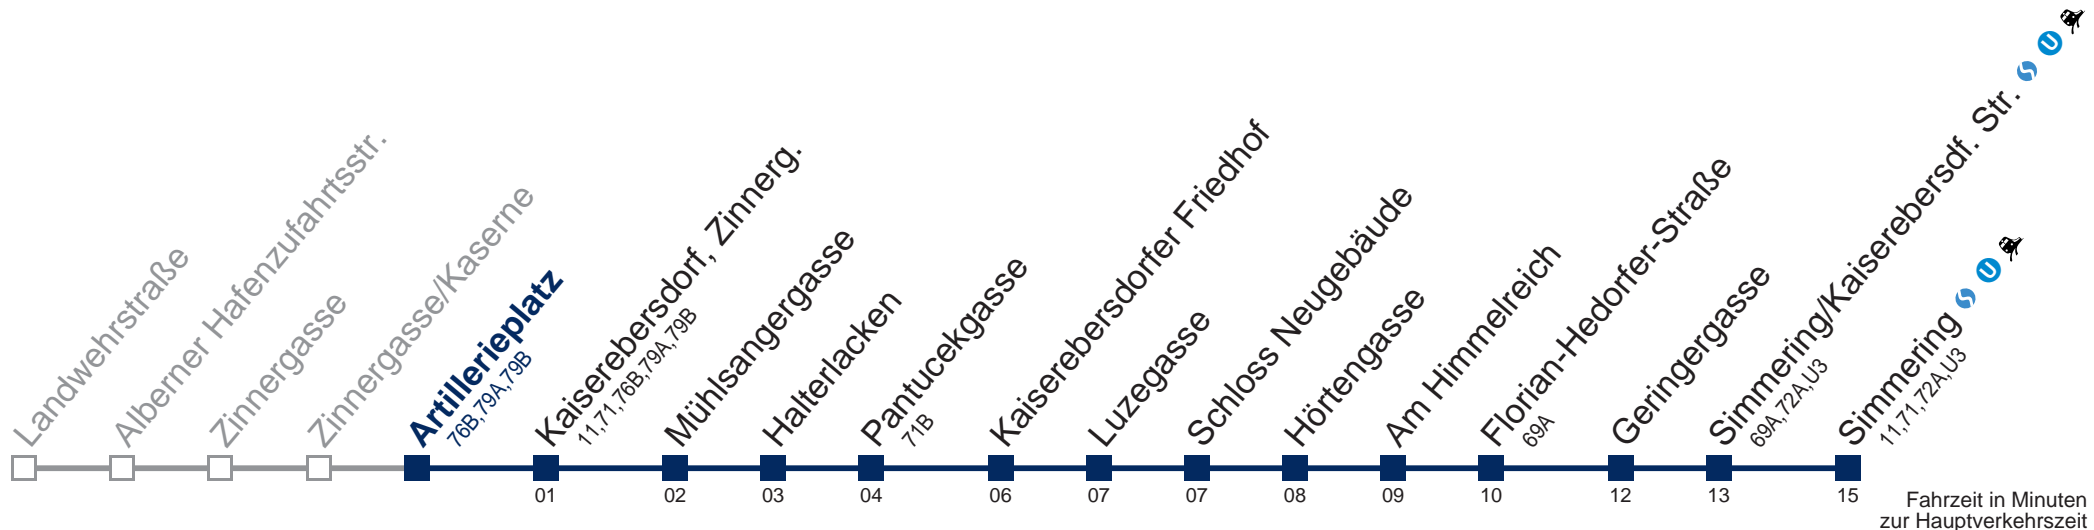 Landwehrstraße
Alberner Hafenzufahrtsstr.
Zinnergasse
Zinnergasse/Kaserne
Artillerieplatz
76B,79A,79B
Kaiserebersdorf, Zinnerg.
11,71,76B,79A,79B
Mühlsangergasse
Halterlacken
Pantucekgasse
71B
Kaiserebersdorfer Friedhof
Luzegasse
Schloss Neugebäude
Hörtengasse
Am Himmelreich
Florian-Hedorfer-Straße
69A
Geringergasse
Simmering/Kaiserebersdf. Str. S U
69A,72A,U3
Simmering S U
11,71,72A,U3
01 02 03 04 06 07 07 08 09 10 12 13 15
Fahrzeit in Minuten
zur Hauptverkehrszeit